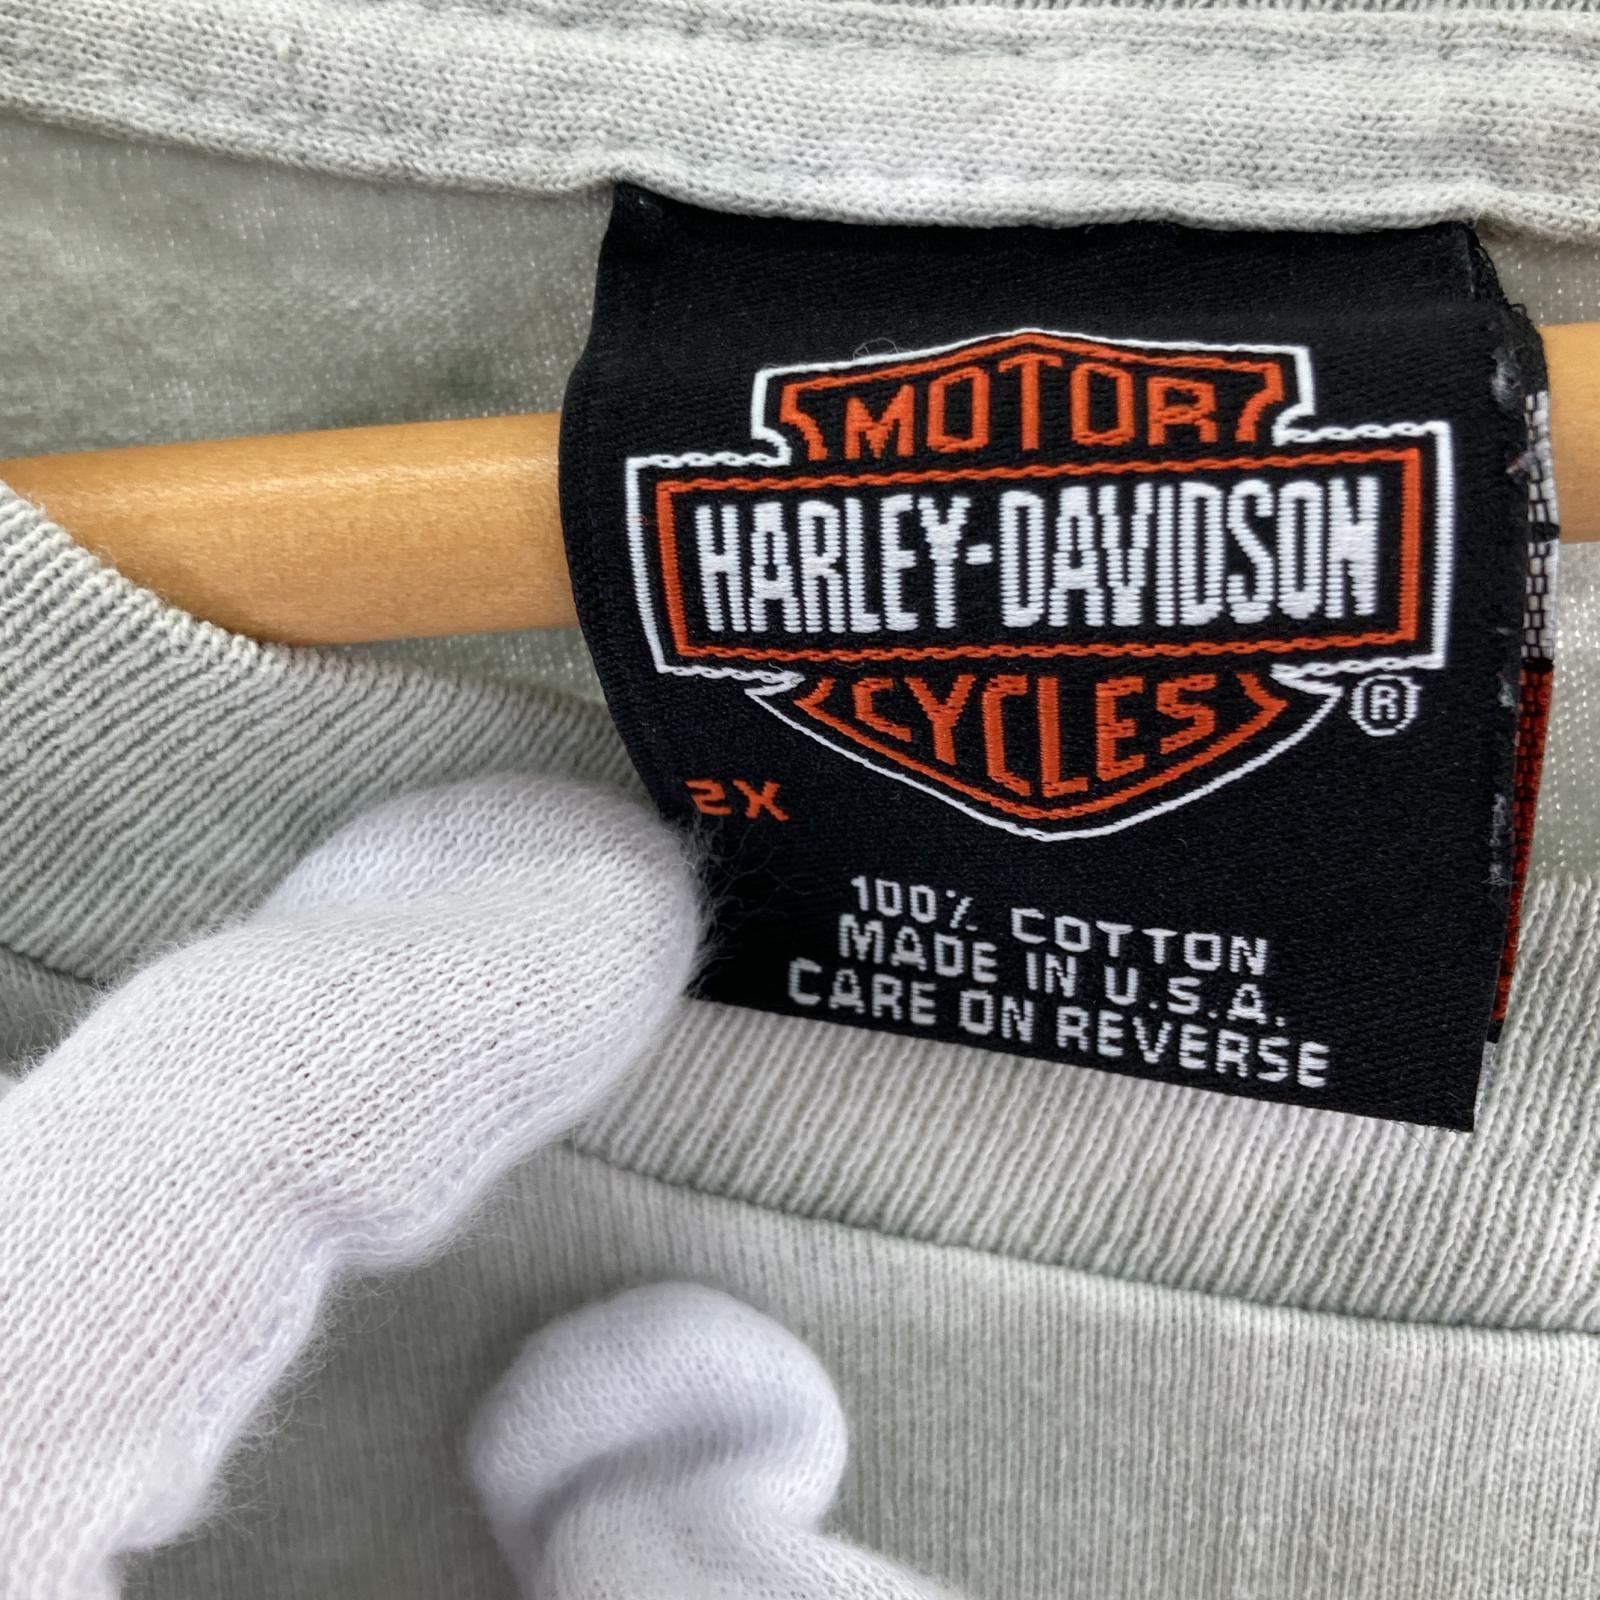 MOTOR
HARLEY-DAVIDSON
CYCLES
®
2X
100% COTTON
MADE IN U.S.A.
CARE ON REVERSE